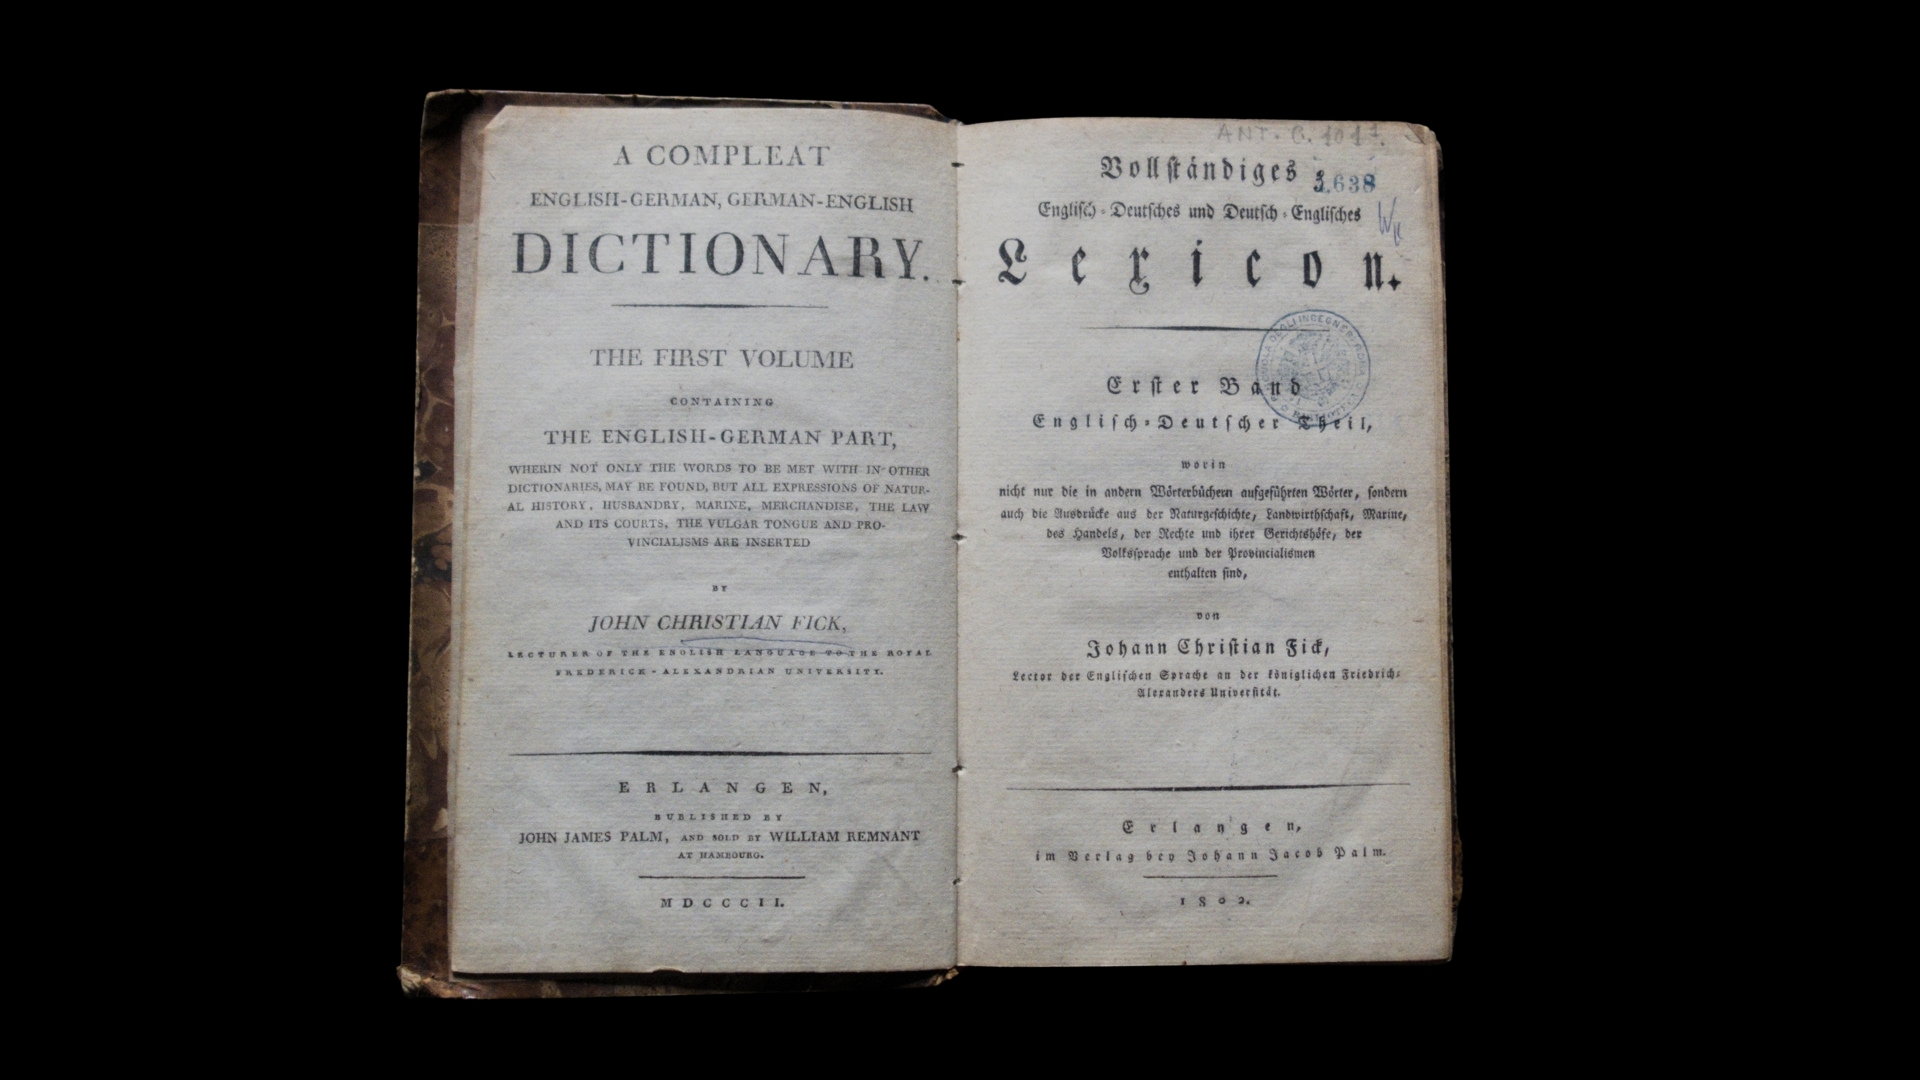 A COMPLEAT
ENGLISH-GERMAN, GERMAN-ENGLISH
DICTIONARY.
THE FIRST VOLUME
CONTAINING
THE ENGLISH-GERMAN PART,
WHERIN NOT ONLY THE WORDS TO BE MET WITH IN OTHER
DICTIONARIES, MAY BE FOUND, BUT ALL EXPRESSIONS OF NATUR-
AL HISTORY, HUSBANDRY, MARINE, MERCHANDISE, THE LAW
AND ITS COURTS, THE VULGAR TONGUE AND PRO-
VINCIALISMS ARE INSERTED
BY
JOHN CHRISTIAN FICK,
LECTURER OF THE ENGLISH LANGUAGE TO THE ROYAL
FREDERICK-ALEXANDRIAN UNIVERSITY.
ERLANGEN,
PUBLISHED BY
JOHN JAMES PALM, AND SOLD BY WILLIAM REMNANT
AT HAMBOURG.
MDCCCII.
ANT. C. 101
Vollſtändiges
3.638
Engliſch-Deutſches und Deutſch-Engliſches
Lexicon.
Erſter Band
Engliſch-Deutſcher Theil,
worin
nicht nur die in andern Wörterbüchern aufgeführten Wörter, ſondern
auch die Ausdrücke aus der Naturgeſchichte, Landwirthſchaft, Marine,
des Handels, der Rechte und ihrer Gerichtshöfe, der
Volksſprache und der Provincialismen
enthalten ſind,
von
Johann Chriſtian Fick,
Lector der Engliſchen Sprache an der königlichen Friedrich-
Alexanders Univerſität.
Erlangen,
im Verlag bey Johann Jacob Palm.
1802.